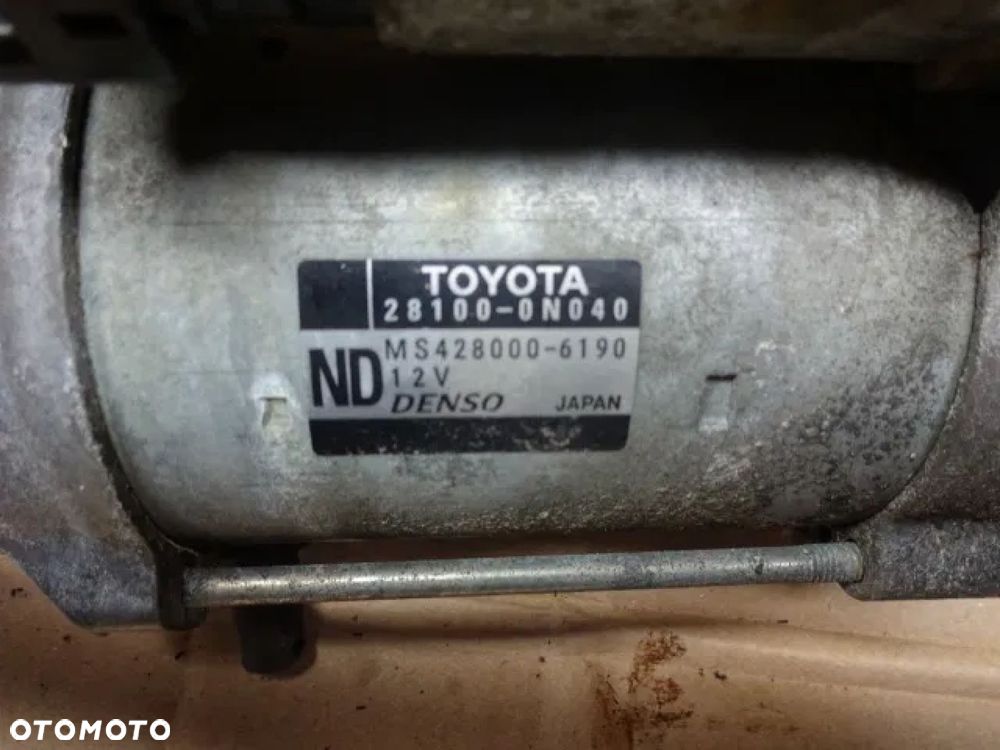 TOYOTA
28100-0N040
ND
MS428000-6190
12V
DENSO JAPAN
OTOMOTO